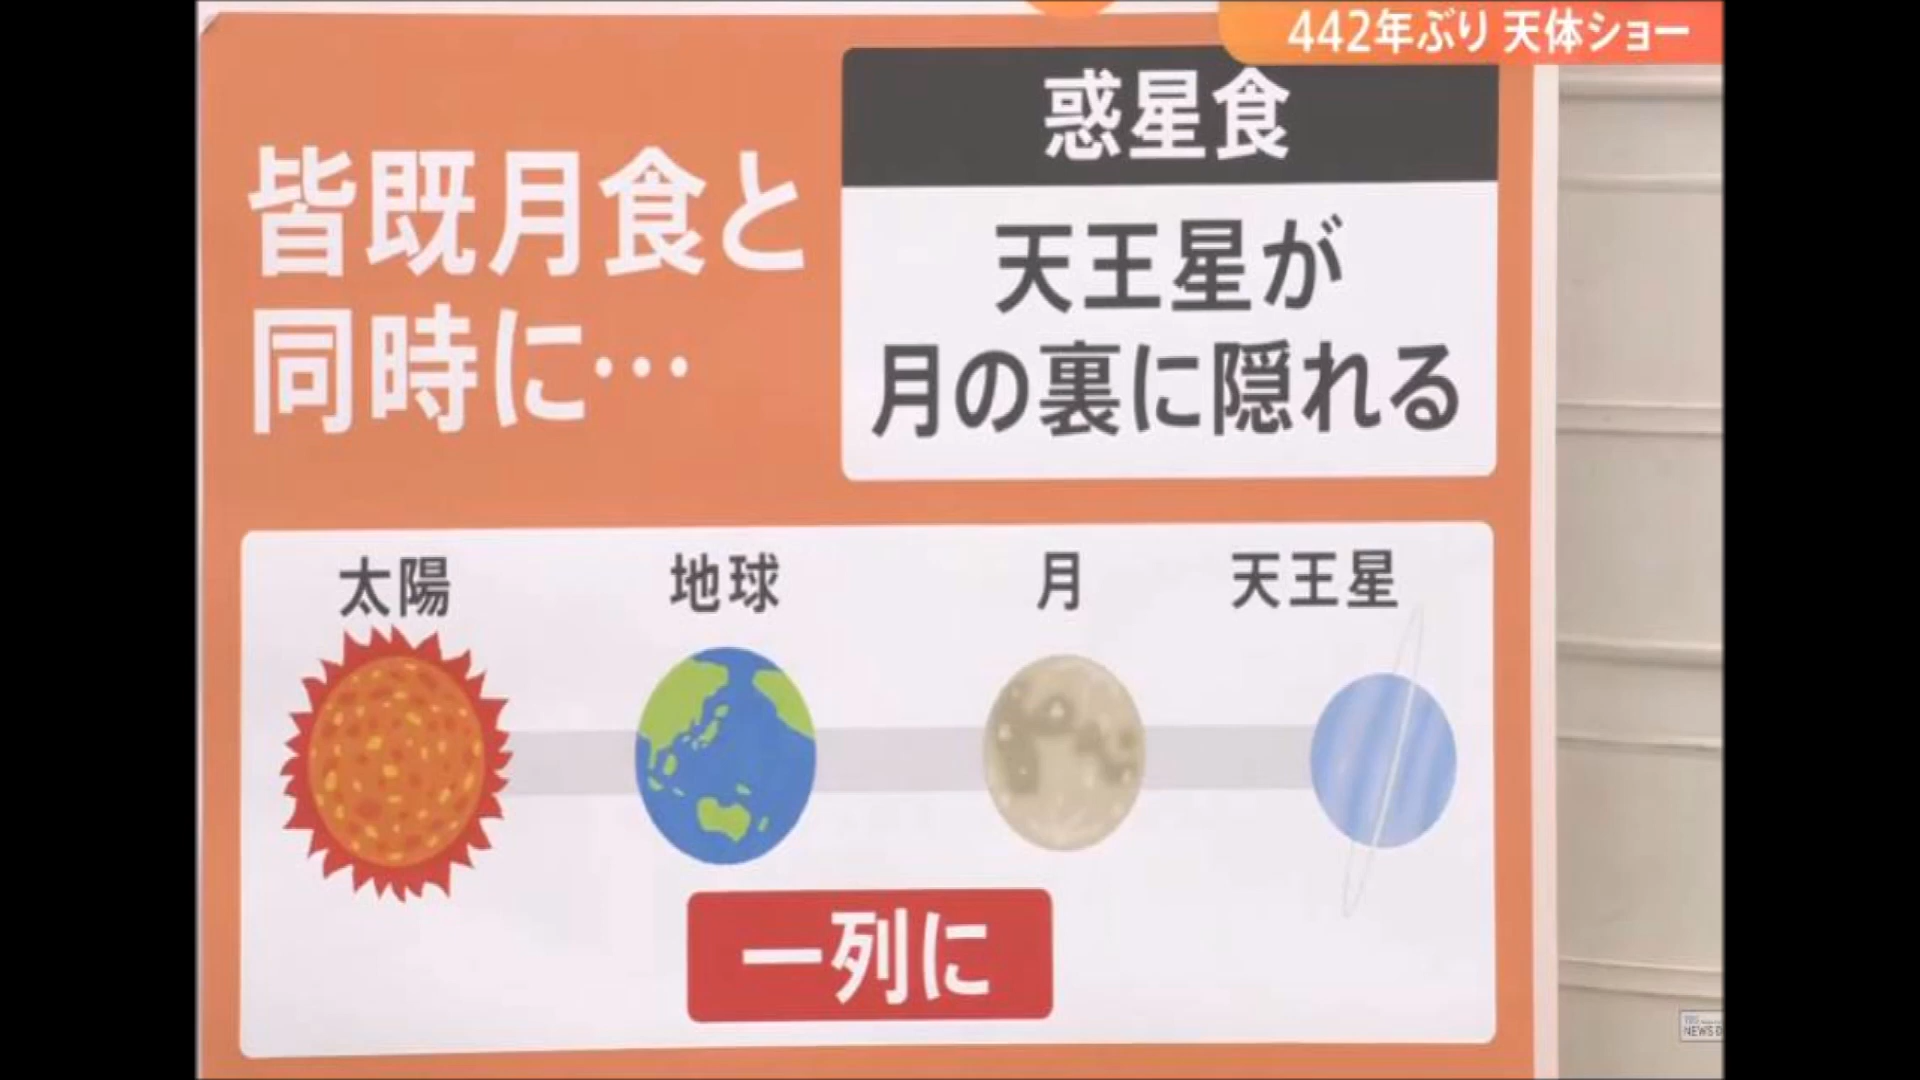 442年ぶり 天体ショー
皆既月食と
同時に…
惑星食
天王星が
月の裏に隠れる
太陽
地球
月
天王星
一列に
NEWS